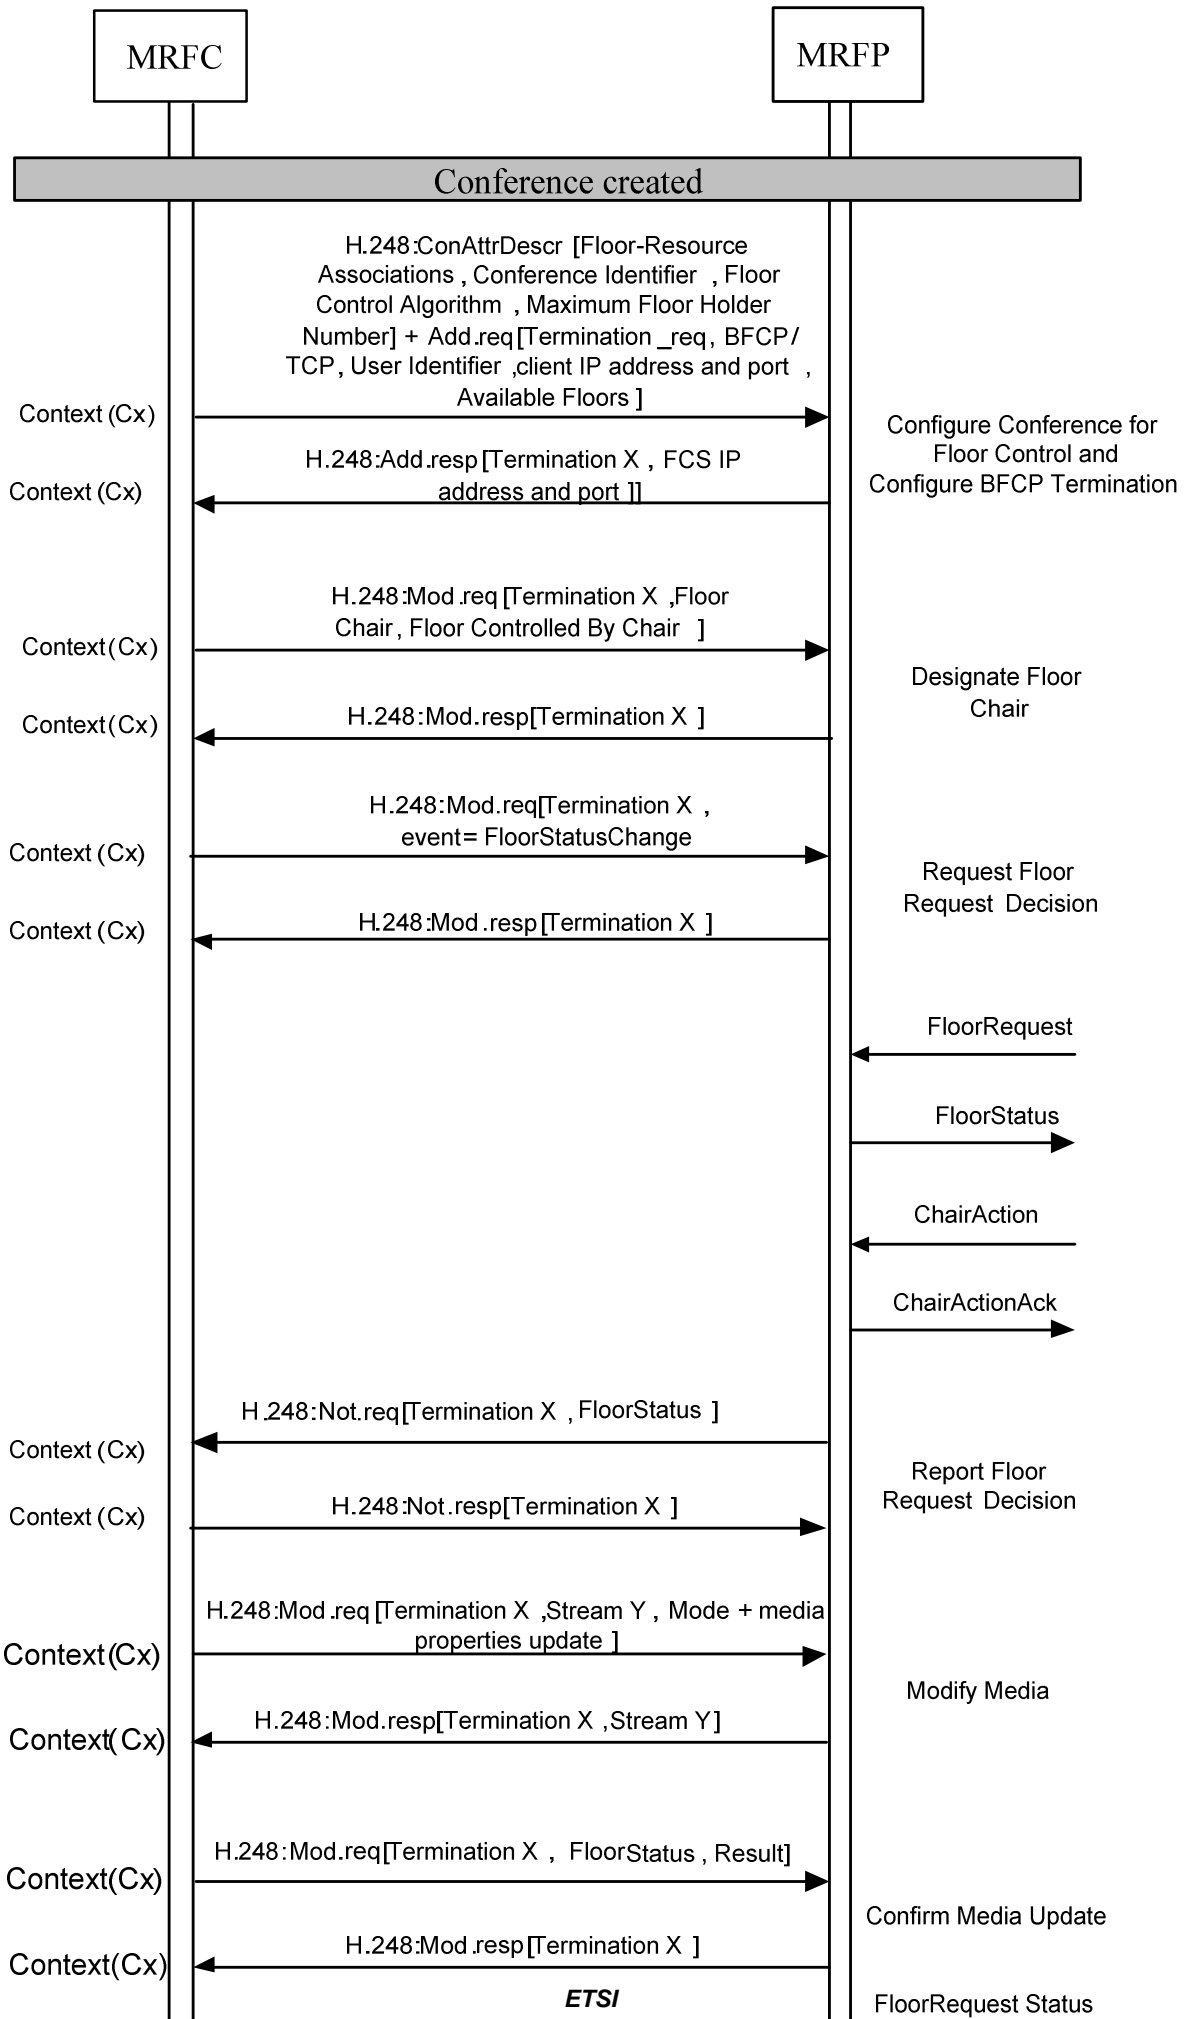 MRFC
MRFP
Conference created
H.248:ConAttrDescr [Floor-Resource
Associations , Conference Identifier , Floor
Control Algorithm , Maximum Floor Holder
Number] + Add.req[Termination _req, BFCP/
TCP, User Identifier ,client IP address and port ,
Available Floors ]
Context (Cx)
Configure Conference for
Floor Control and
Configure BFCP Termination
H.248:Add.resp [Termination X , FCS IP
address and port ]]
Context (Cx)
H.248:Mod.req [Termination X ,Floor
Chair, Floor Controlled By Chair ]
Context (Cx)
Designate Floor
Chair
H.248:Mod.resp[Termination X ]
Context (Cx)
H.248:Mod.req[Termination X ,
event= FloorStatusChange
Context (Cx)
Request Floor
Request Decision
H.248:Mod.resp [Termination X ]
Context (Cx)
FloorRequest
FloorStatus
ChairAction
ChairActionAck
H.248:Not.req[Termination X , FloorStatus ]
Context (Cx)
Report Floor
Request Decision
H.248:Not.resp[Termination X ]
Context (Cx)
H.248:Mod.req [Termination X ,Stream Y , Mode + media
properties update ]
Context(Cx)
Modify Media
H.248:Mod.resp[Termination X ,Stream Y]
Context( Cx)
H.248:Mod.req[Termination X , FloorStatus , Result]
Context(Cx)
Confirm Media Update
H.248:Mod.resp[Termination X ]
Context(Cx)
ETSI
FloorRequest Status